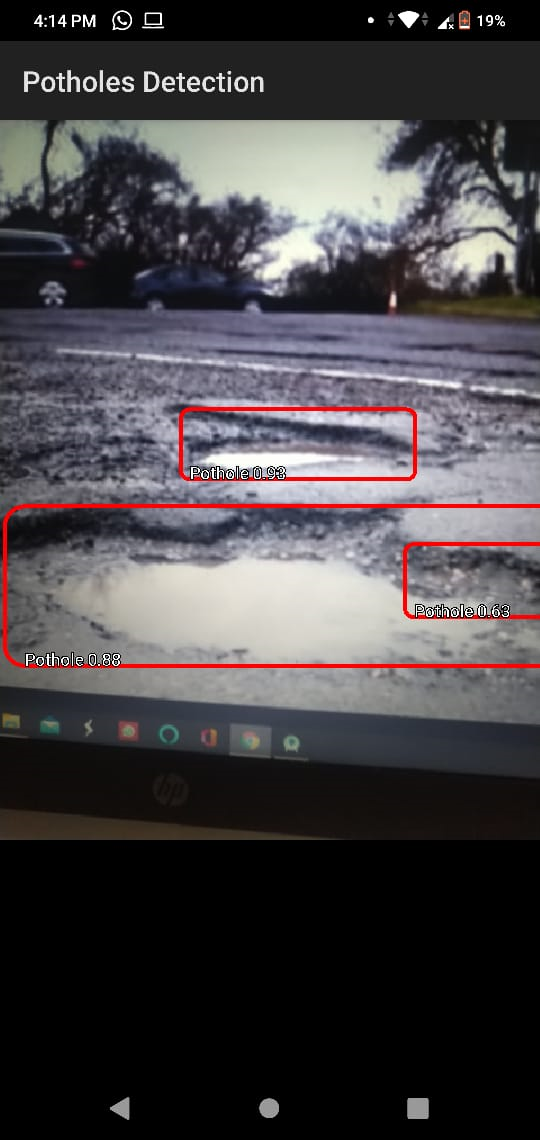 4:14 PM
19%
Potholes Detection
Pothole 0.93
Pothole 0.63
Pothole 0.88
hp